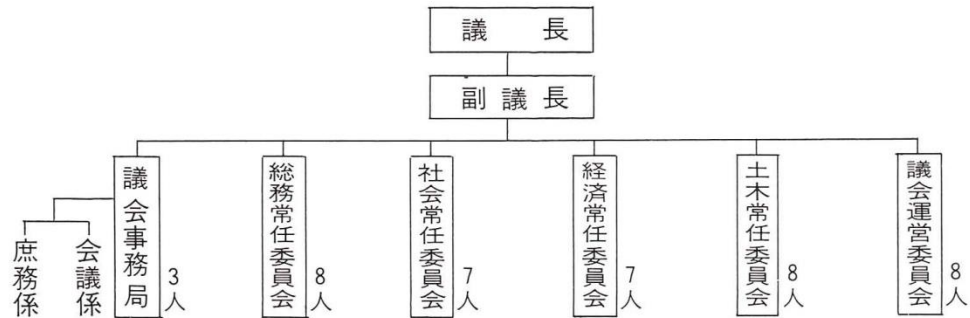 議長
副議長
議会事務局
3人
庶務係
会議係
総務常任委員会
8人
社会常任委員会
7人
経済常任委員会
7人
土木常任委員会
8人
議会運営委員会
8人